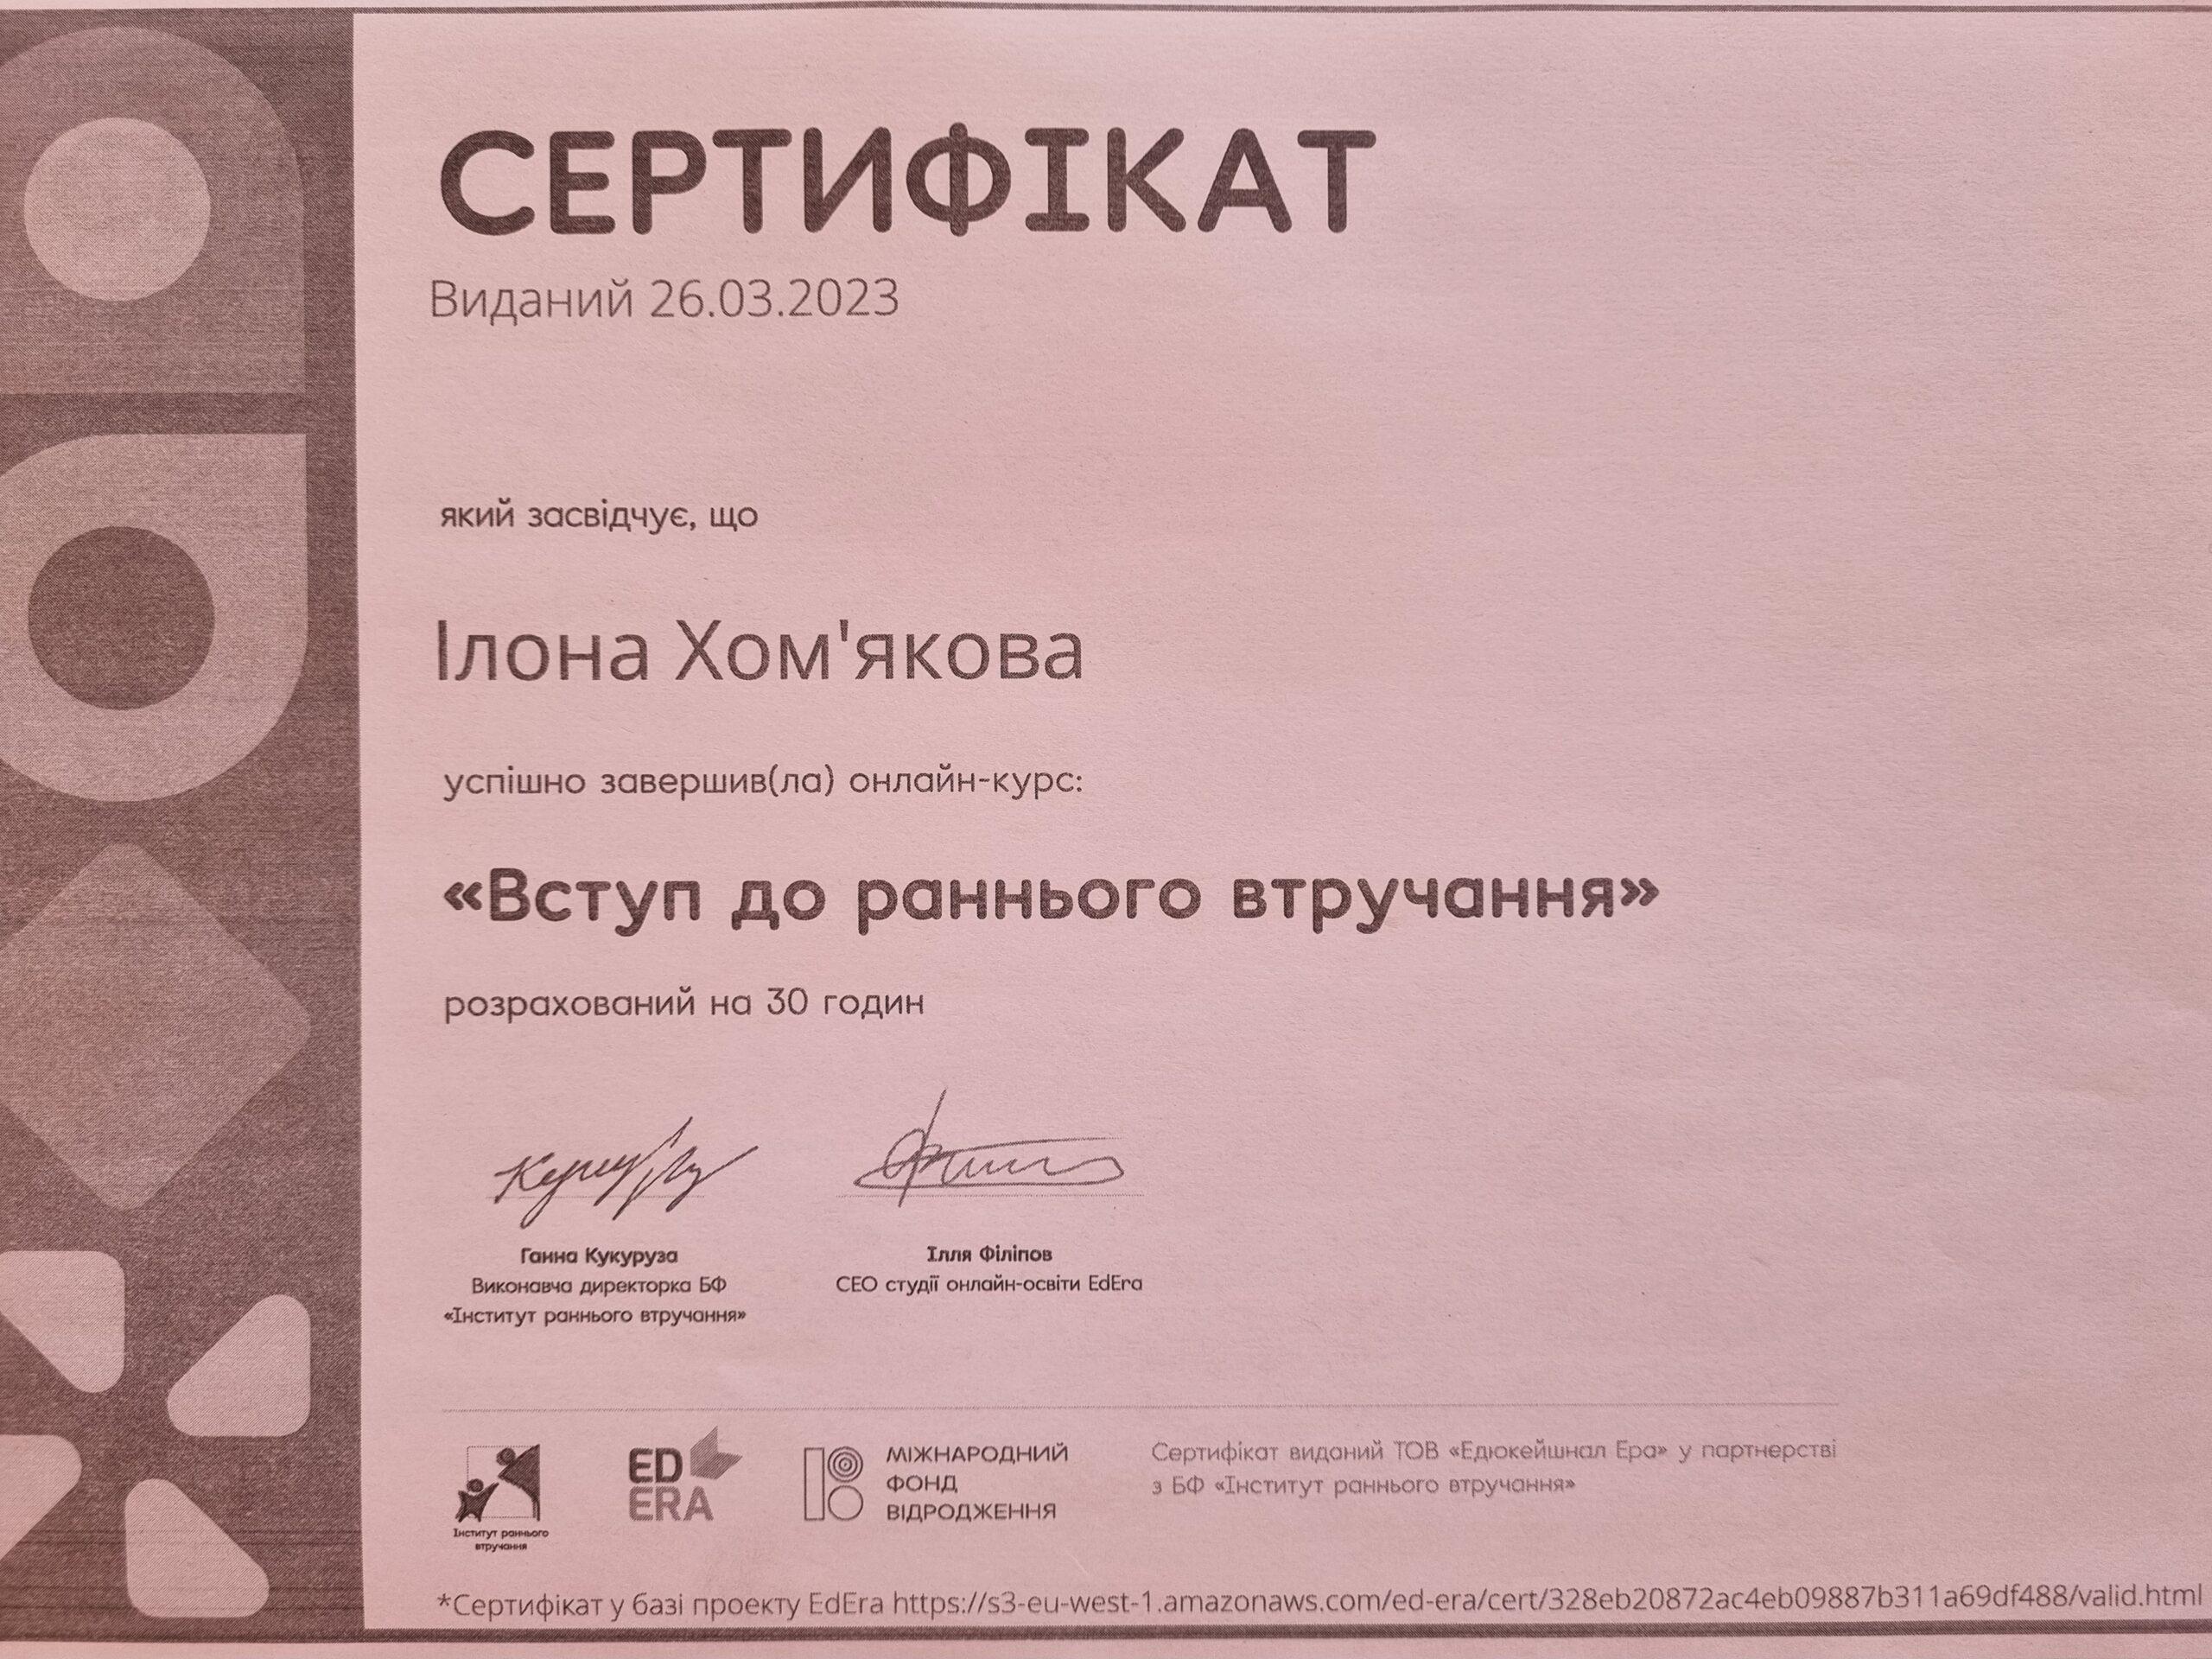 СЕРТИФІКАТ
Виданий 26.03.2023
який засвідчує, що
Ілона Хом'якова
успішно завершив(ла) онлайн-курс:
«Вступ до раннього втручання»
розрахований на 30 годин
Ганна Кукуруза
Виконавча директорка БФ
«Інститут раннього втручання»
Ілля Філіпов
CEO студії онлайн-освіти EdEra
Інститут раннього
втручання
ED
ERA
МІЖНАРОДНИЙ
ФОНД
ВІДРОДЖЕННЯ
Сертифікат виданий ТОВ «Едюкейшнал Ера» у партнерстві
з БФ «Інститут раннього втручання»
*Сертифікат у базі проекту EdEra https://s3-eu-west-1.amazonaws.com/ed-era/cert/328eb20872ac4eb09887b311a69df488/valid.html